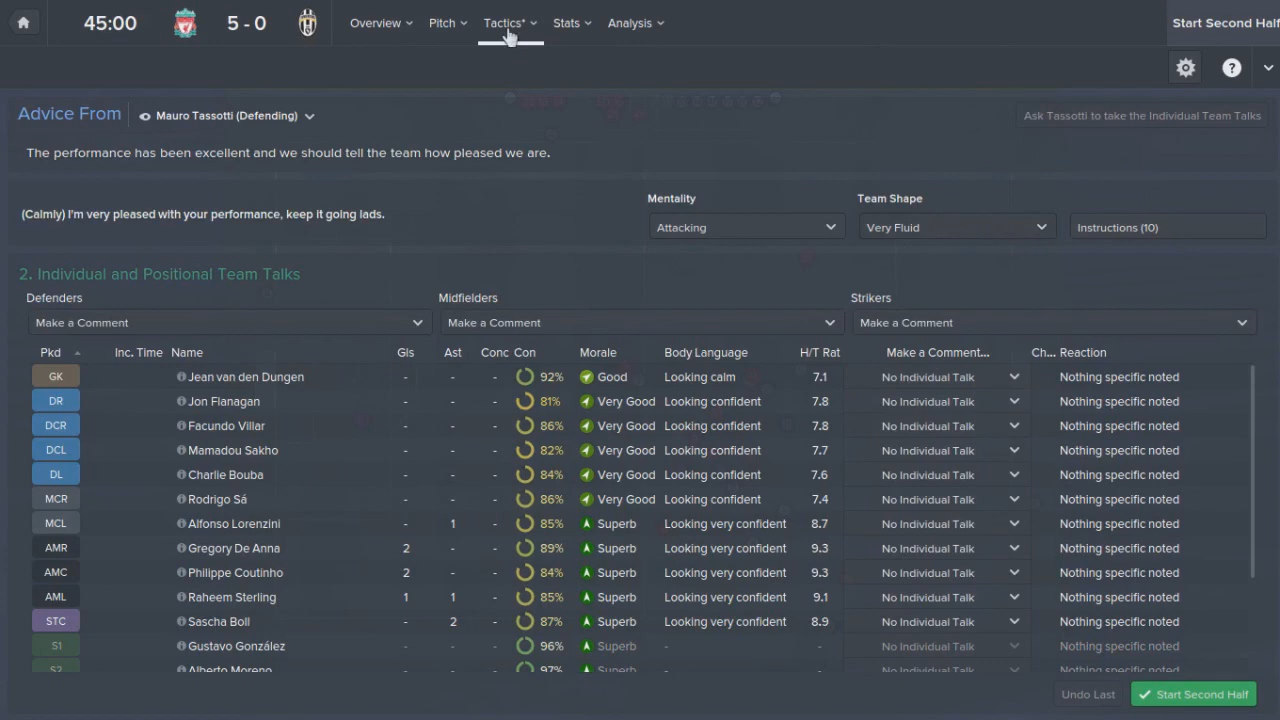 45:00 5 - 0 Overview Pitch Tactics* Stats Analysis Start Second Half
?
Advice From Mauro Tassotti (Defending) Ask Tassotti to take the Individual Team Talks
The performance has been excellent and we should tell the team how pleased we are.
Mentality Team Shape
(Calmly) I'm very pleased with your performance, keep it going lads.
Attacking Very Fluid Instructions (10)
2. Individual and Positional Team Talks
Defenders Midfielders Strikers
Make a Comment Make a Comment Make a Comment
Pkd Inc. Time Name Gls Ast Conc Con Morale Body Language H/T Rat Make a Comment... Ch... Reaction
GK Jean van den Dungen - - - 92% Good Looking calm 7.1 No Individual Talk Nothing specific noted
DR Jon Flanagan - - - 81% Very Good Looking confident 7.8 No Individual Talk Nothing specific noted
DCR Facundo Villar - - - 86% Very Good Looking confident 7.8 No Individual Talk Nothing specific noted
DCL Mamadou Sakho - - - 82% Very Good Looking confident 7.7 No Individual Talk Nothing specific noted
DL Charlie Bouba - - - 84% Very Good Looking confident 7.6 No Individual Talk Nothing specific noted
MCR Rodrigo Sá - - - 86% Very Good Looking confident 7.4 No Individual Talk Nothing specific noted
MCL Alfonso Lorenzini - 1 - 85% Superb Looking very confident 8.7 No Individual Talk Nothing specific noted
AMR Gregory De Anna 2 - - 89% Superb Looking very confident 9.3 No Individual Talk Nothing specific noted
AMC Philippe Coutinho 2 - - 84% Superb Looking very confident 9.3 No Individual Talk Nothing specific noted
AML Raheem Sterling 1 1 - 85% Superb Looking very confident 9.1 No Individual Talk Nothing specific noted
STC Sascha Boll - 2 - 87% Superb Looking very confident 8.9 No Individual Talk Nothing specific noted
S1 Gustavo González 96% Superb - - No Individual Talk Nothing specific noted
S2 Alberto Moreno 97% Superb No Individual Talk Nothing specific noted
Undo Last Start Second Half